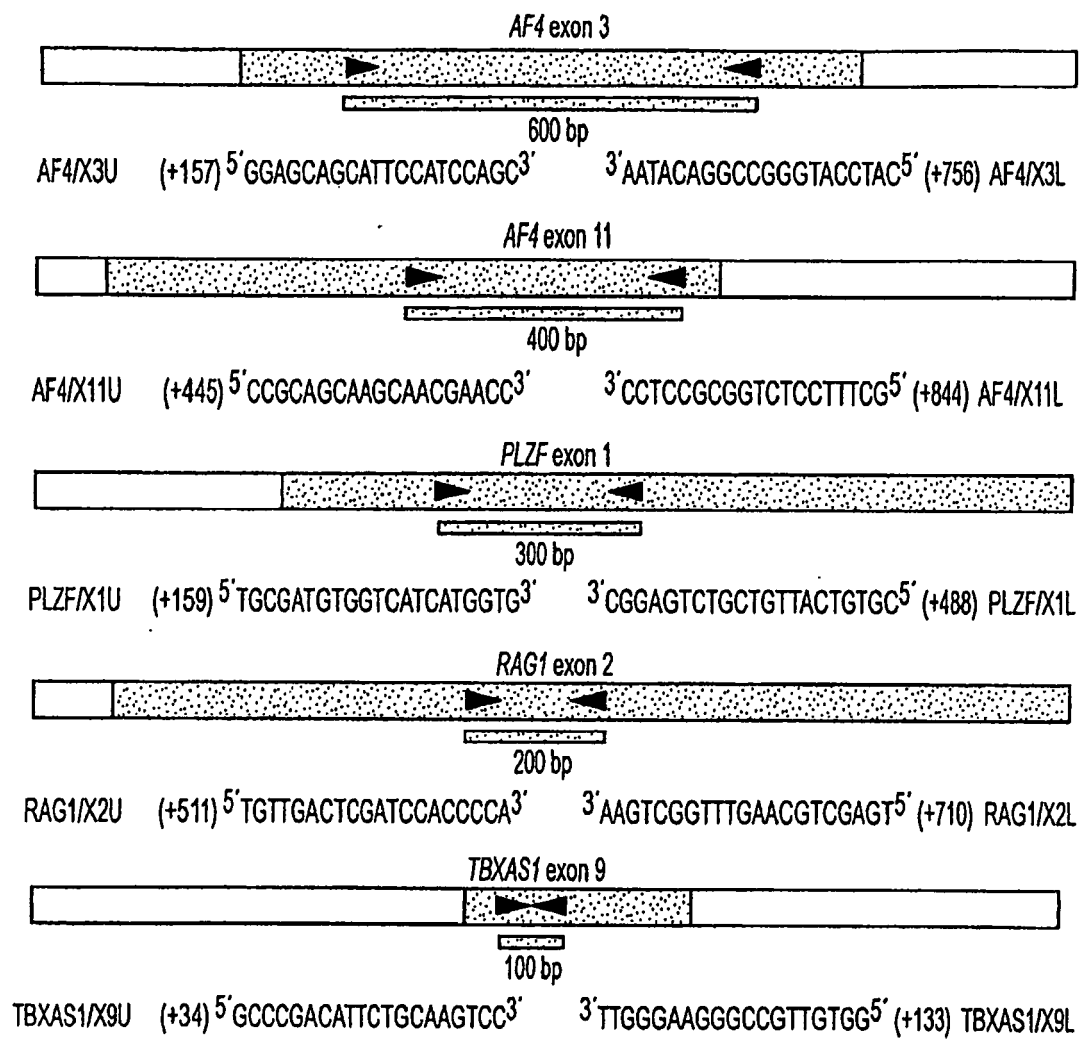 AF4 exon 3
600 bp
AF4/X3U (+157) 5′GGAGCAGCATTCCATCCAGC3′ 3′AATACAGGCCGGGTACCTAC5′ (+756) AF4/X3L
AF4 exon 11
400 bp
AF4/X11U (+445) 5′CCGCAGCAAGCAACGAACC3′ 3′CCTCCGCGGTCTCCTTTCG5′ (+844) AF4/X11L
PLZF exon 1
300 bp
PLZF/X1U (+159) 5′TGCGATGTGGTCATCATGGTG3′ 3′CGGAGTCTGCTGTTACTGTGC5′ (+488) PLZF/X1L
RAG1 exon 2
200 bp
RAG1/X2U (+511) 5′TGTTGACTCGATCCACCCCA3′ 3′AAGTCGGTTTGAACGTCGAGT5′ (+710) RAG1/X2L
TBXAS1 exon 9
100 bp
TBXAS1/X9U (+34) 5′GCCCGACATTCTGCAAGTCC3′ 3′TTGGGAAGGGCCGTTGTGG5′ (+133) TBXAS1/X9L